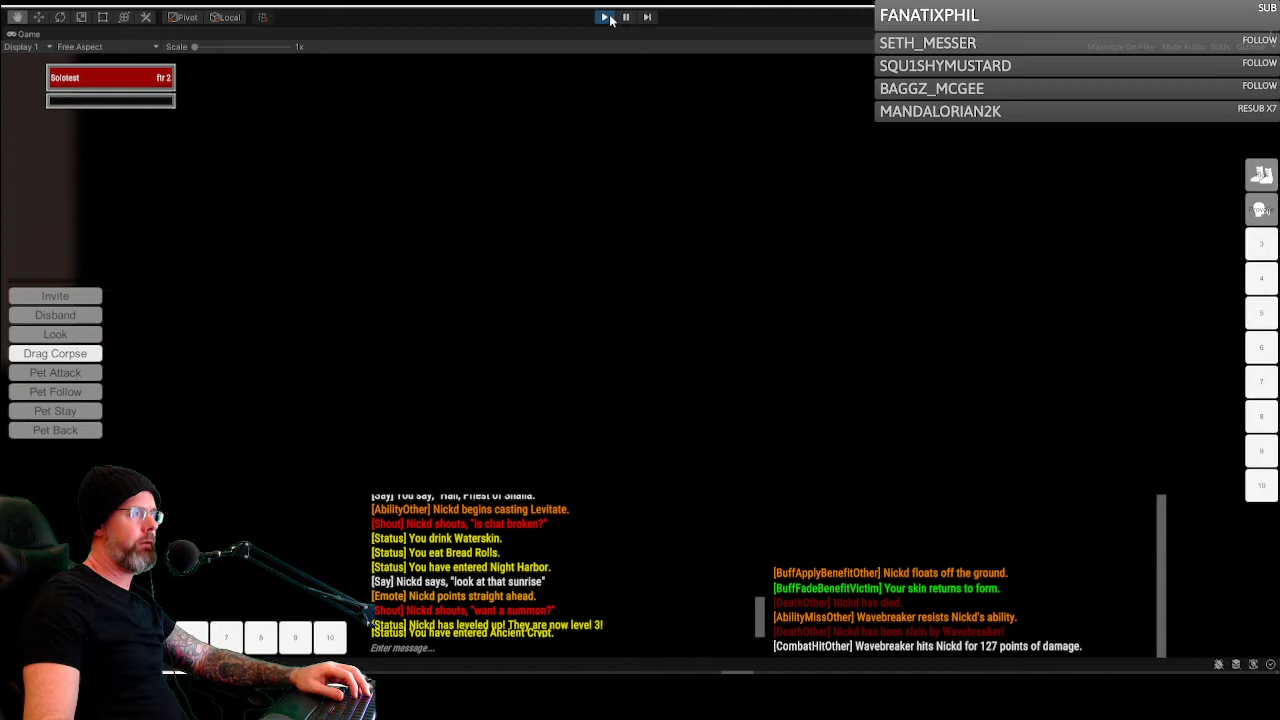 Pivot Local
Game
Display 1 Free Aspect Scale 1x Maximize On Play Mute Audio Stats Gizmos
FANATIXPHIL SUB
SETH_MESSER FOLLOW
SQU1SHYMUSTARD FOLLOW
BAGGZ_MCGEE FOLLOW
MANDALORIAN2K RESUB X7
Solotest ftr 2
Provoke
3
4
5
6
7
8
9
10
Invite
Disband
Look
Drag Corpse
Pet Attack
Pet Follow
Pet Stay
Pet Back
[Say] You say, "Hail, Priest of Shalla."
[AbilityOther] Nickd begins casting Levitate.
[Shout] Nickd shouts, "is chat broken?"
[Status] You drink Waterskin.
[Status] You eat Bread Rolls.
[Status] You have entered Night Harbor.
[Say] Nickd says, "look at that sunrise"
[Emote] Nickd points straight ahead.
[Shout] Nickd shouts, "want a summon?"
[Status] Nickd has leveled up! They are now level 3!
[Status] You have entered Ancient Crypt.
Enter message...
[BuffApplyBenefitOther] Nickd floats off the ground.
[BuffFadeBenefitVictim] Your skin returns to form.
[DeathOther] Nickd has died.
[AbilityMissOther] Wavebreaker resists Nickd's ability.
[DeathOther] Nickd has been slain by Wavebreaker!
[CombatHitOther] Wavebreaker hits Nickd for 127 points of damage.
7 8 9 10